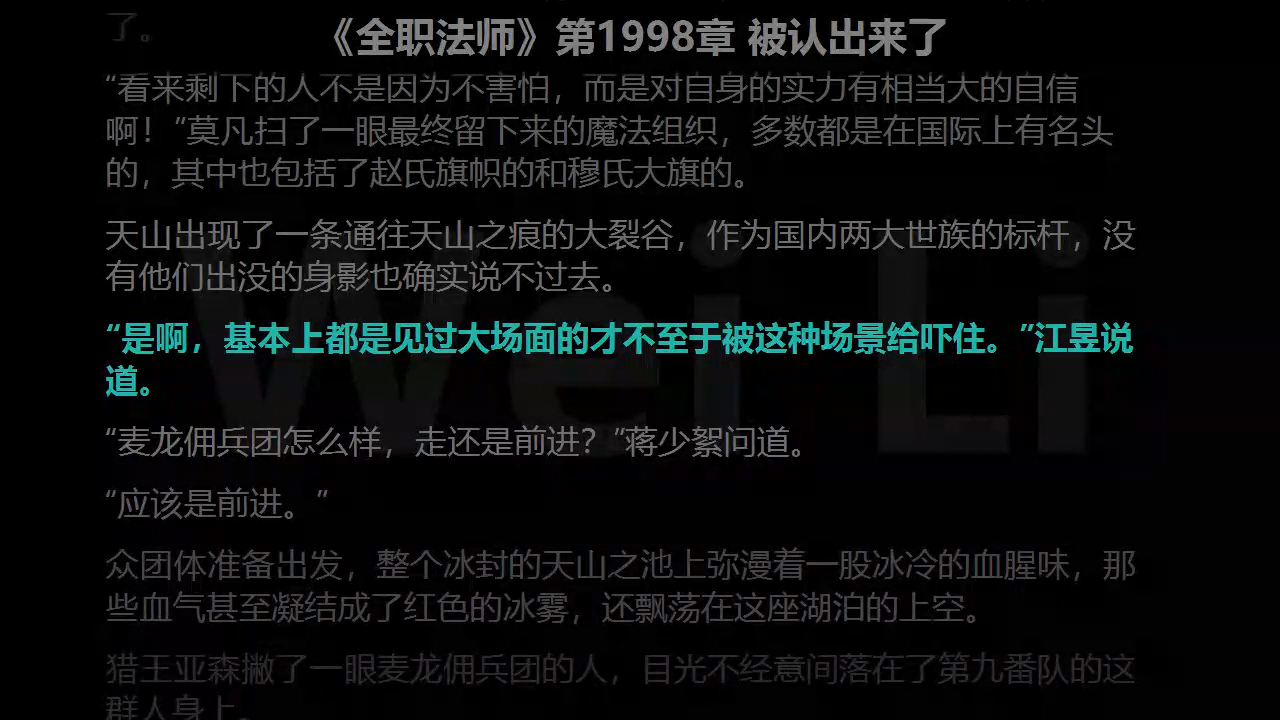 了。
《全职法师》第1998章 被认出来了
“看来剩下的人不是因为不害怕，而是对自身的实力有相当大的自信
啊！”莫凡扫了一眼最终留下来的魔法组织，多数都是在国际上有名头
的，其中也包括了赵氏旗帜的和穆氏大旗的。
天山出现了一条通往天山之痕的大裂谷，作为国内两大世族的标杆，没
有他们出没的身影也确实说不过去。
“是啊，基本上都是见过大场面的才不至于被这种场景给吓住。”江昱说
道。
“麦龙佣兵团怎么样，走还是前进？”蒋少絮问道。
“应该是前进。”
众团体准备出发，整个冰封的天山之池上弥漫着一股冰冷的血腥味，那
些血气甚至凝结成了红色的冰雾，还飘荡在这座湖泊的上空。
猎王亚森撇了一眼麦龙佣兵团的人，目光不经意间落在了第九番队的这
群人身上。
Wei Li